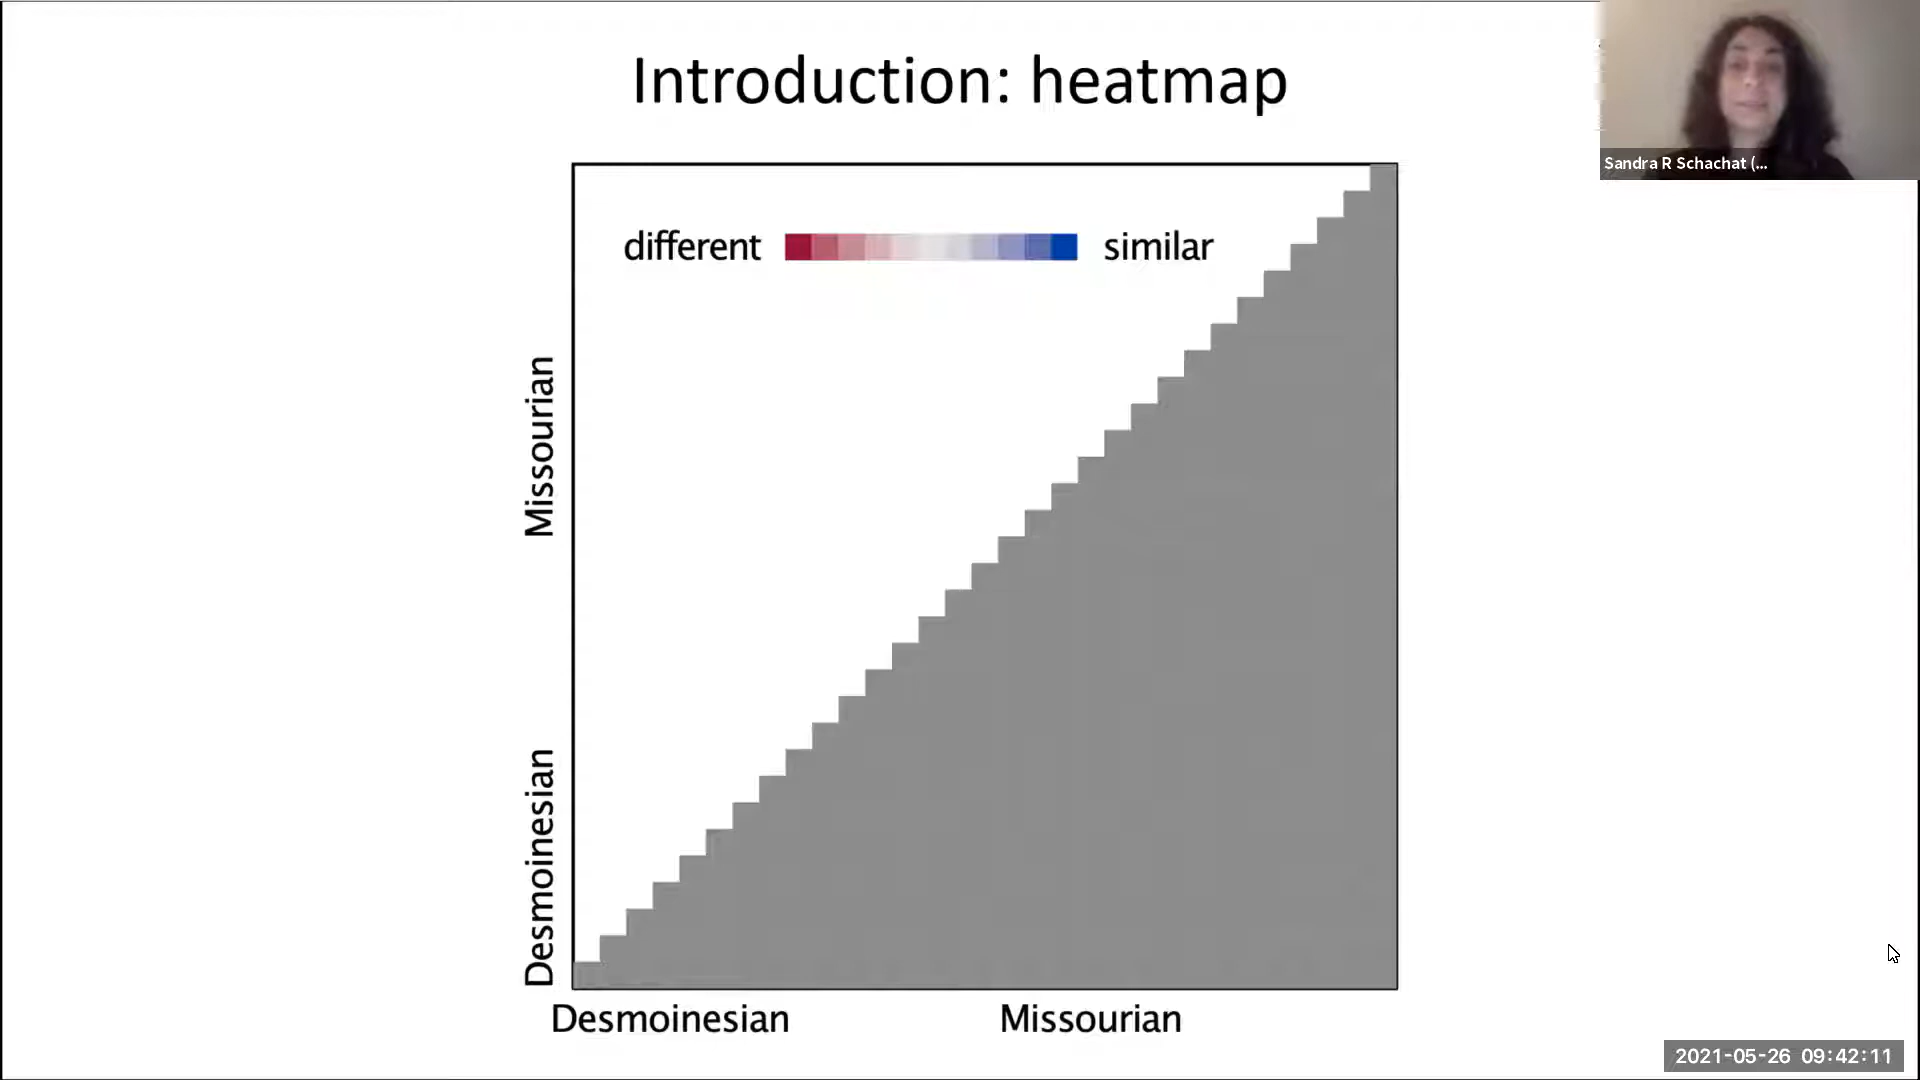 Introduction: heatmap
Sandra R Schachat (...
different
similar
Missourian
Desmoinesian
Desmoinesian
Missourian
2021-05-26 09:42:11